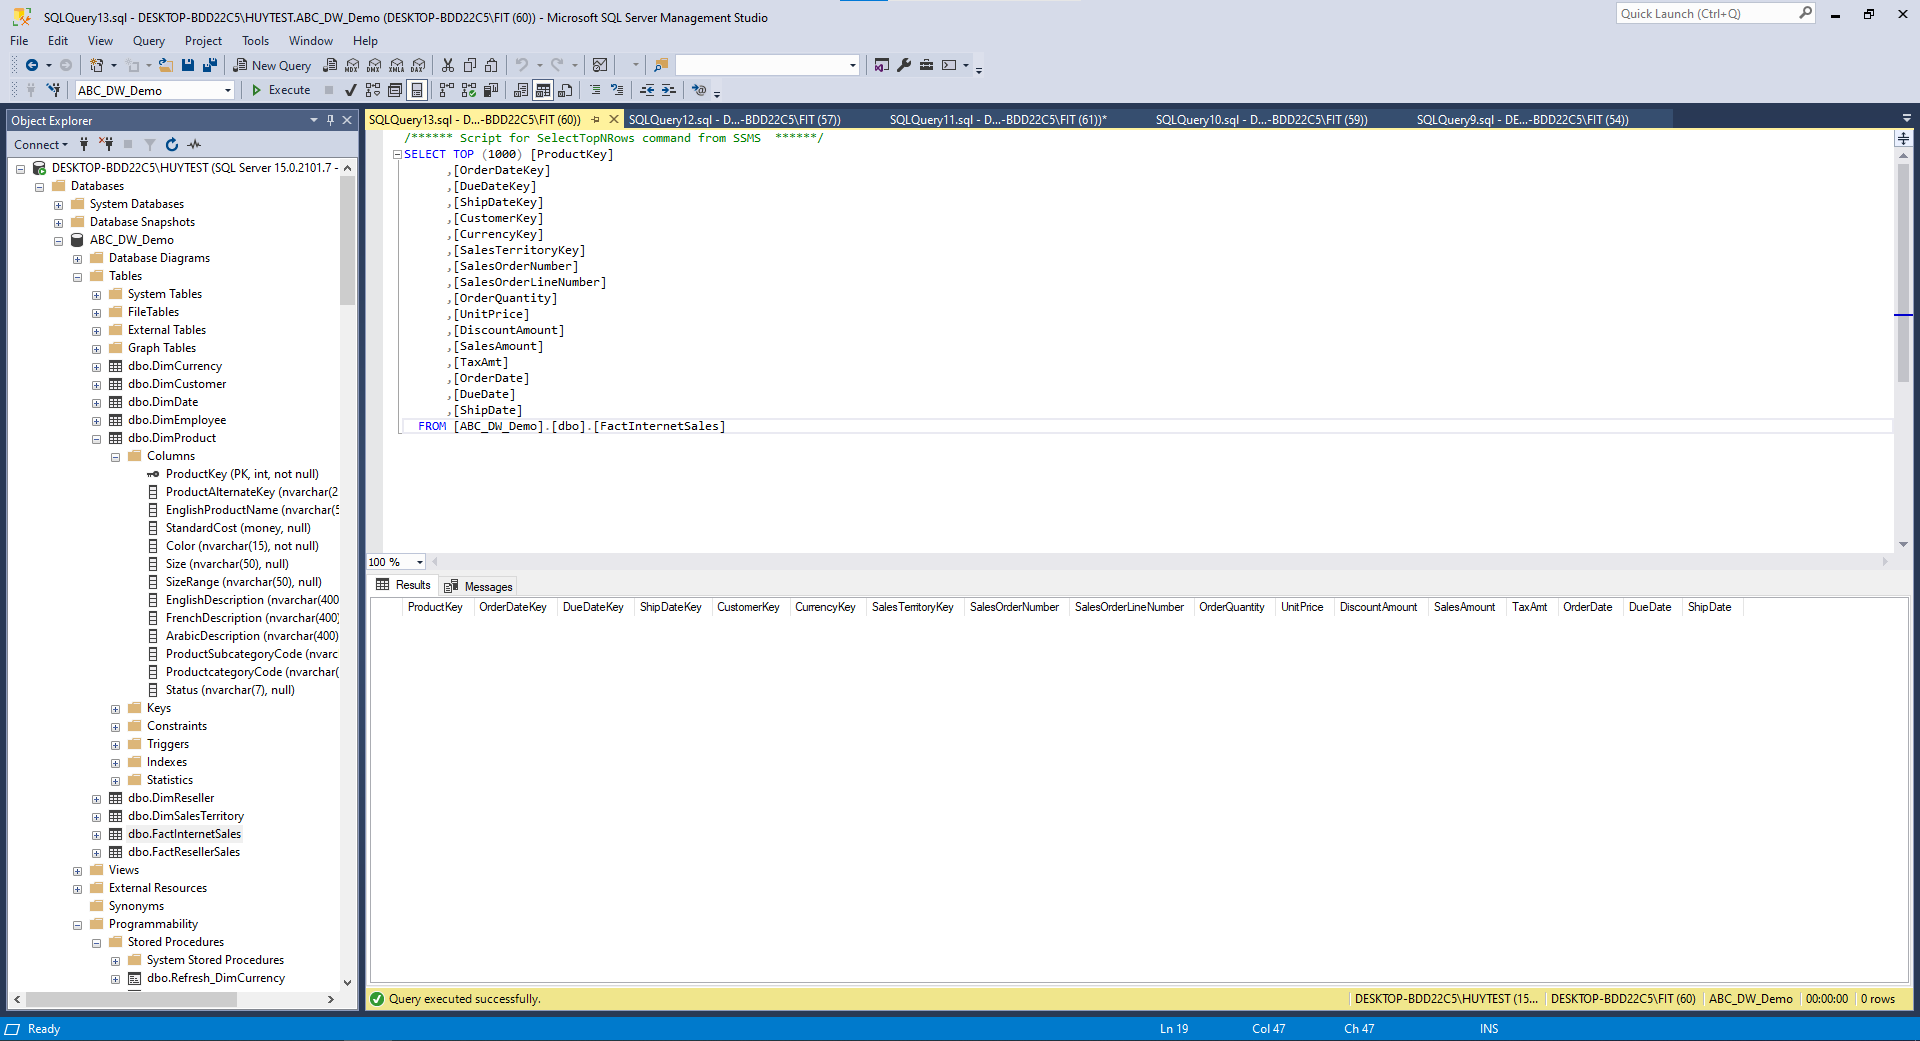 SQLQuery13.sql - DESKTOP-BDD22C5\HUYTEST.ABC_DW_Demo (DESKTOP-BDD22C5\FIT (60)) - Microsoft SQL Server Management Studio
Quick Launch (Ctrl+Q)
File Edit View Query Project Tools Window Help
New Query
MDX DMX XMLA DAX
ABC_DW_Demo
Execute
Object Explorer
SQLQuery13.sql - D...-BDD22C5\FIT (60)) SQLQuery12.sql - D...-BDD22C5\FIT (57)) SQLQuery11.sql - D...-BDD22C5\FIT (61))* SQLQuery10.sql - D...-BDD22C5\FIT (59)) SQLQuery9.sql - DE...-BDD22C5\FIT (54))
Connect
DESKTOP-BDD22C5\HUYTEST (SQL Server 15.0.2101.7 -
Databases
System Databases
Database Snapshots
ABC_DW_Demo
Database Diagrams
Tables
System Tables
FileTables
External Tables
Graph Tables
dbo.DimCurrency
dbo.DimCustomer
dbo.DimDate
dbo.DimEmployee
dbo.DimProduct
Columns
ProductKey (PK, int, not null)
ProductAlternateKey (nvarchar(2
EnglishProductName (nvarchar(5
StandardCost (money, null)
Color (nvarchar(15), not null)
Size (nvarchar(50), null)
SizeRange (nvarchar(50), null)
EnglishDescription (nvarchar(400
FrenchDescription (nvarchar(400)
ArabicDescription (nvarchar(400)
ProductSubcategoryCode (nvarc
ProductcategoryCode (nvarchar(
Status (nvarchar(7), null)
Keys
Constraints
Triggers
Indexes
Statistics
dbo.DimReseller
dbo.DimSalesTerritory
dbo.FactInternetSales
dbo.FactResellerSales
Views
External Resources
Synonyms
Programmability
Stored Procedures
System Stored Procedures
dbo.Refresh_DimCurrency
/****** Script for SelectTopNRows command from SSMS  ******/
SELECT TOP (1000) [ProductKey]
,[OrderDateKey]
,[DueDateKey]
,[ShipDateKey]
,[CustomerKey]
,[CurrencyKey]
,[SalesTerritoryKey]
,[SalesOrderNumber]
,[SalesOrderLineNumber]
,[OrderQuantity]
,[UnitPrice]
,[DiscountAmount]
,[SalesAmount]
,[TaxAmt]
,[OrderDate]
,[DueDate]
,[ShipDate]
FROM [ABC_DW_Demo].[dbo].[FactInternetSales]
100 %
Results Messages
ProductKey OrderDateKey DueDateKey ShipDateKey CustomerKey CurrencyKey SalesTerritoryKey SalesOrderNumber SalesOrderLineNumber OrderQuantity UnitPrice DiscountAmount SalesAmount TaxAmt OrderDate DueDate ShipDate
Query executed successfully. DESKTOP-BDD22C5\HUYTEST (15... DESKTOP-BDD22C5\FIT (60) ABC_DW_Demo 00:00:00 0 rows
Ready Ln 19 Col 47 Ch 47 INS